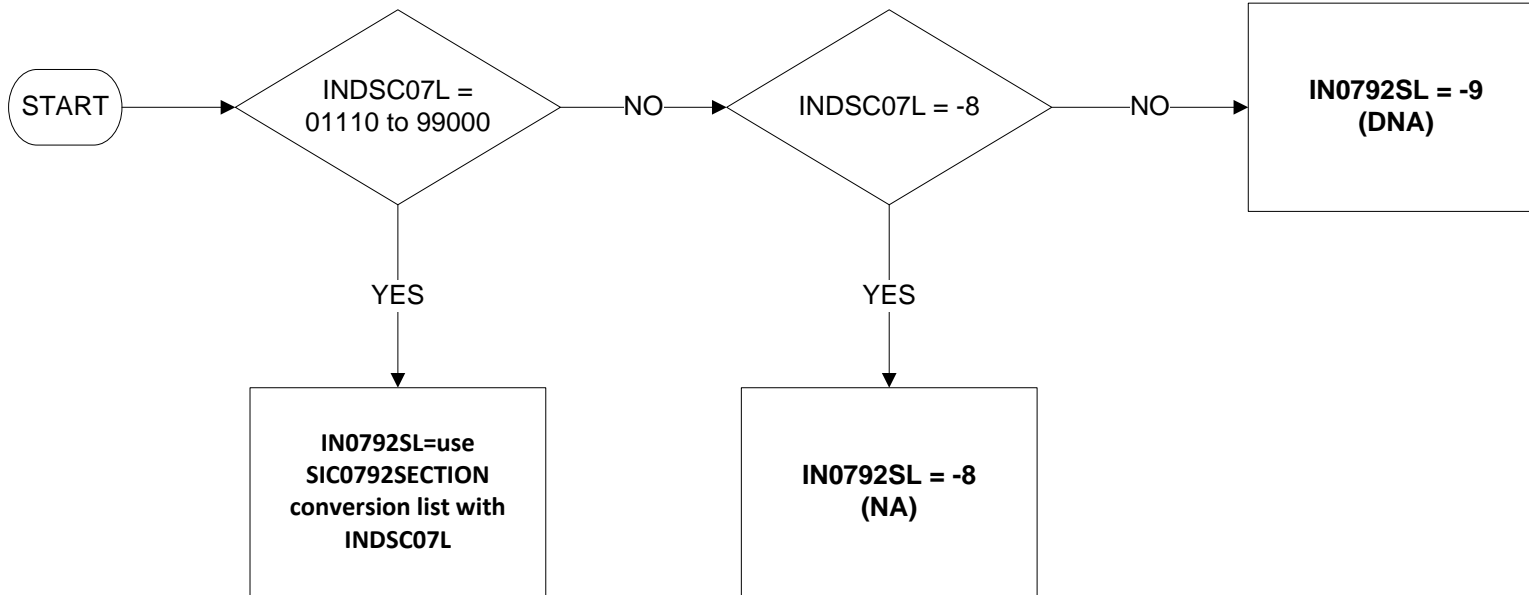 START
INDSC07L =
01110 to 99000
NO
INDSC07L = -8
NO
IN0792SL = -9
(DNA)
YES
YES
IN0792SL=use
SIC0792SECTION
conversion list with
INDSC07L
IN0792SL = -8
(NA)